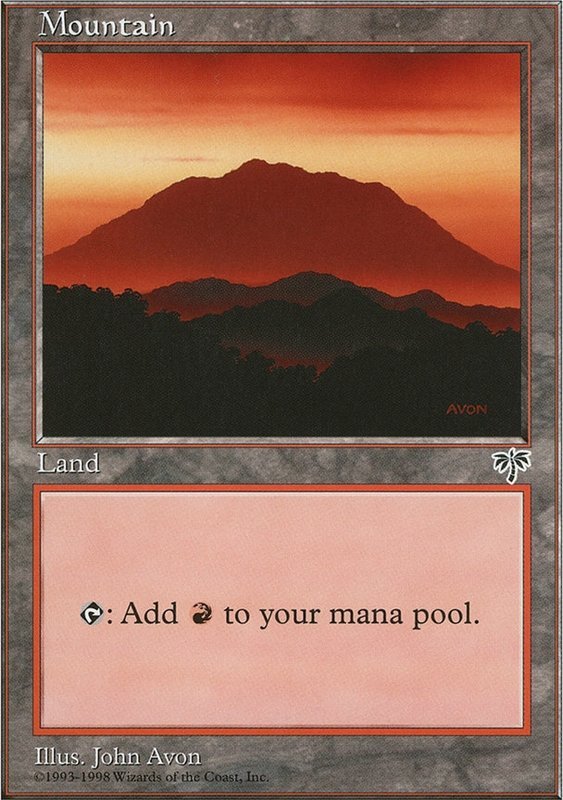 Mountain
AVON
Land
: Add to your mana pool.
Illus. John Avon
©1993-1998 Wizards of the Coast, Inc.